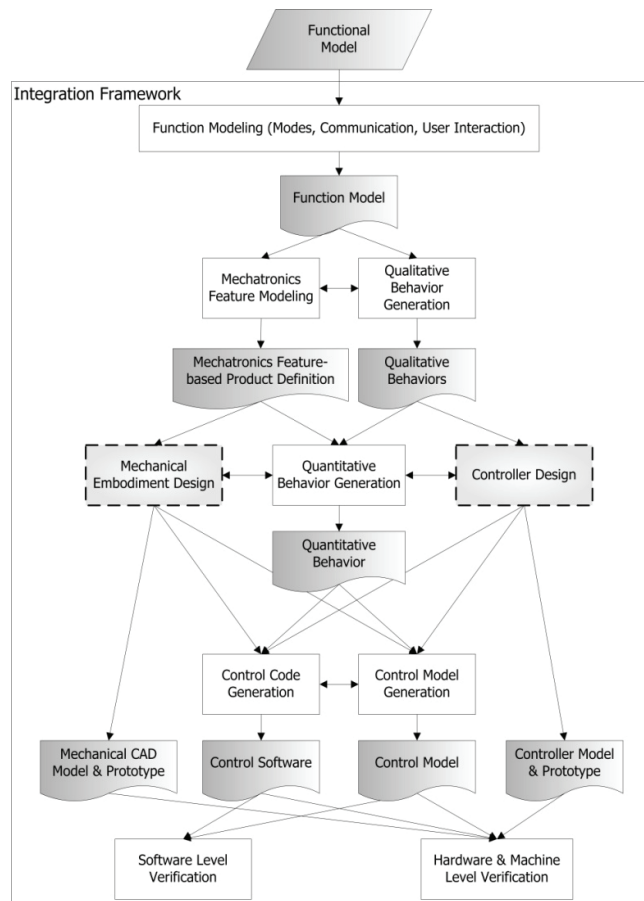 Functional
Model
Integration Framework
Function Modeling (Modes, Communication, User Interaction)
Function Model
Mechatronics
Feature Modeling
Qualitative
Behavior
Generation
Mechatronics Feature-
based Product Definition
Qualitative
Behaviors
Mechanical
Embodiment Design
Quantitative
Behavior Generation
Controller Design
Quantitative
Behavior
Control Code
Generation
Control Model
Generation
Mechanical CAD
Model & Prototype
Control Software
Control Model
Controller Model
& Prototype
Software Level
Verification
Hardware & Machine
Level Verification